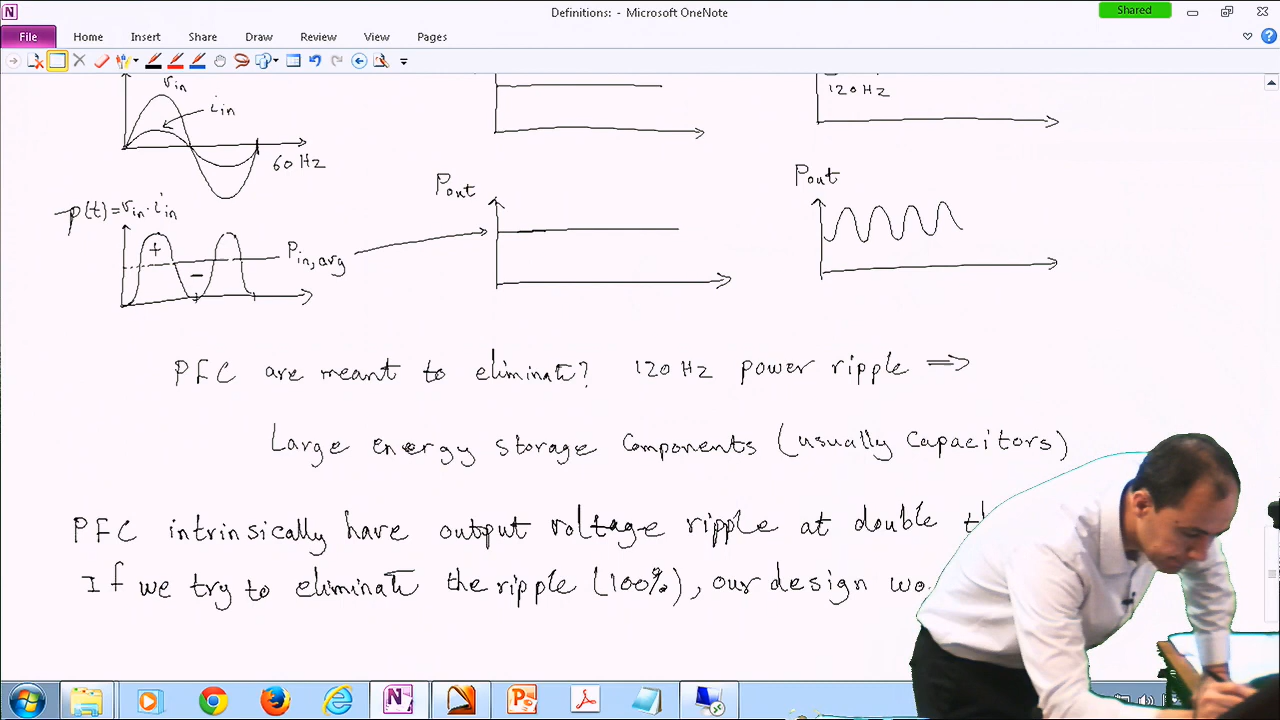 Definitions: - Microsoft OneNote
Shared
File Home Insert Share Draw Review View Pages
vin
iin
60 Hz
120 Hz
p(t)=vin·iin
+
−
Pin,avg
Pout
Pout
PFC are meant to eliminate? 120 Hz power ripple ⟹
Large energy storage Components (usually Capacitors)
PFC intrinsically have output voltage ripple at double
If we try to eliminate the ripple (100%), our design